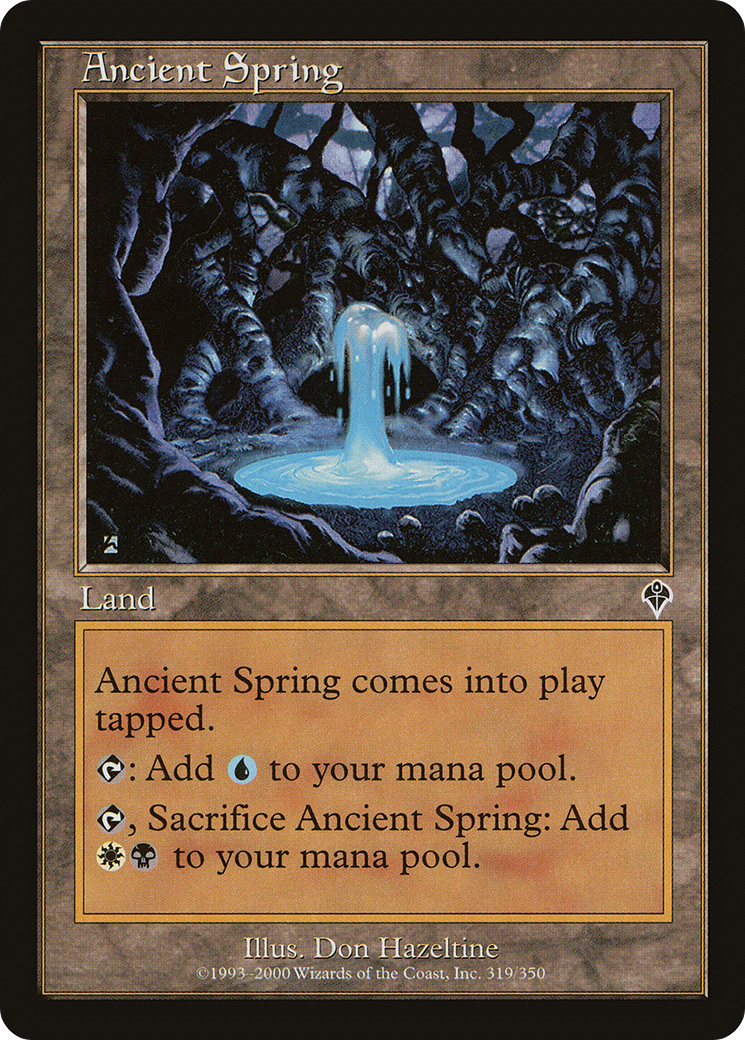 Ancient Spring
Land
Ancient Spring comes into play
tapped.
: Add to your mana pool.
, Sacrifice Ancient Spring: Add
to your mana pool.
Illus. Don Hazeltine
©1993–2000 Wizards of the Coast, Inc. 319/350